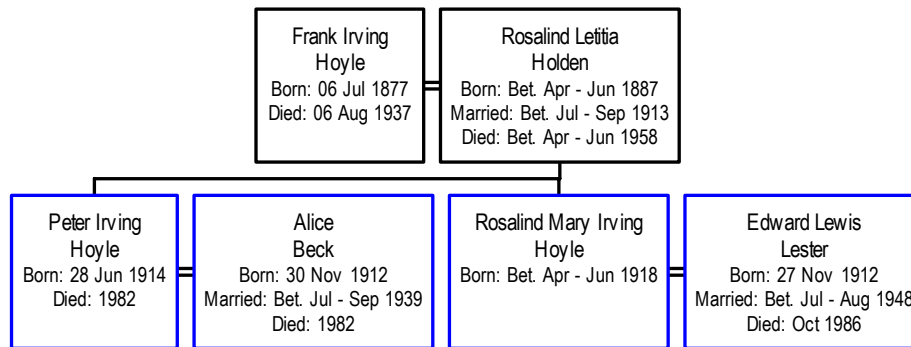 Frank Irving
Hoyle
Born: 06 Jul 1877
Died: 06 Aug 1937
Rosalind Letitia
Holden
Born: Bet. Apr - Jun 1887
Married: Bet. Jul - Sep 1913
Died: Bet. Apr - Jun 1958
Peter Irving
Hoyle
Born: 28 Jun 1914
Died: 1982
Alice
Beck
Born: 30 Nov 1912
Married: Bet. Jul - Sep 1939
Died: 1982
Rosalind Mary Irving
Hoyle
Born: Bet. Apr - Jun 1918
Edward Lewis
Lester
Born: 27 Nov 1912
Married: Bet. Jul - Aug 1948
Died: Oct 1986